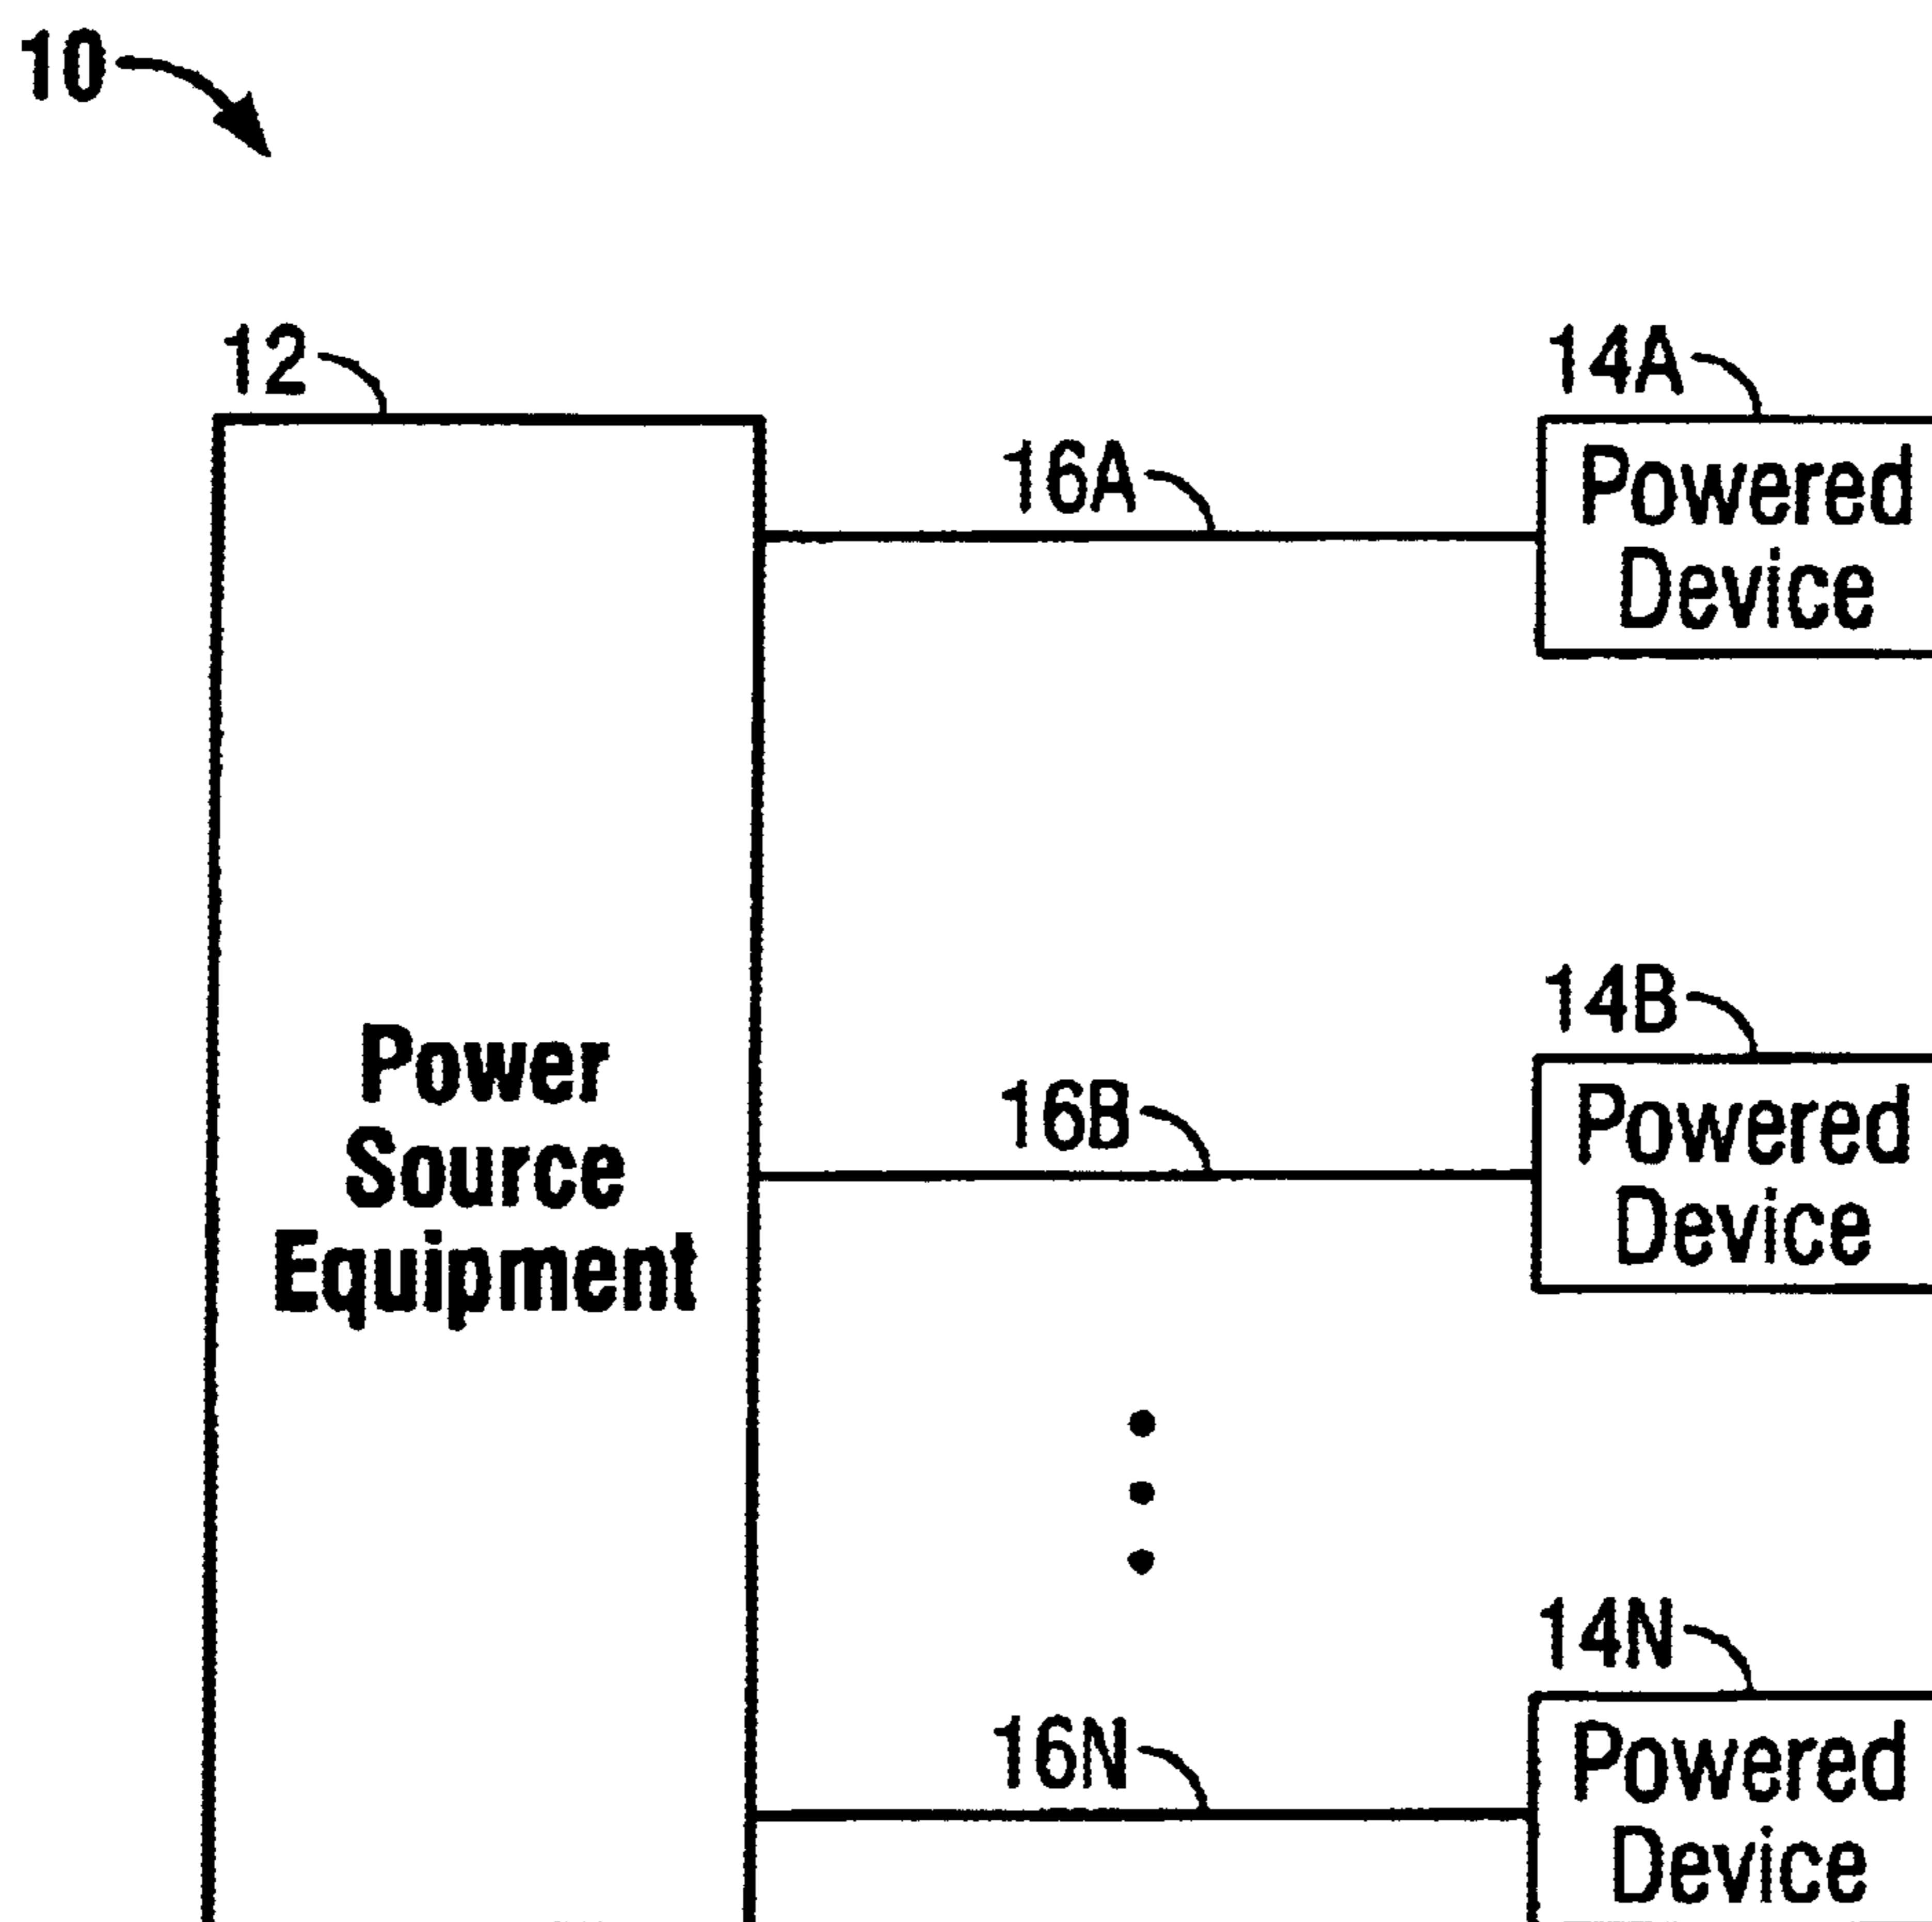 10
12
14A
16A
Powered
Device
14B
16B
Powered
Device
Power
Source
Equipment
14N
16N
Powered
Device